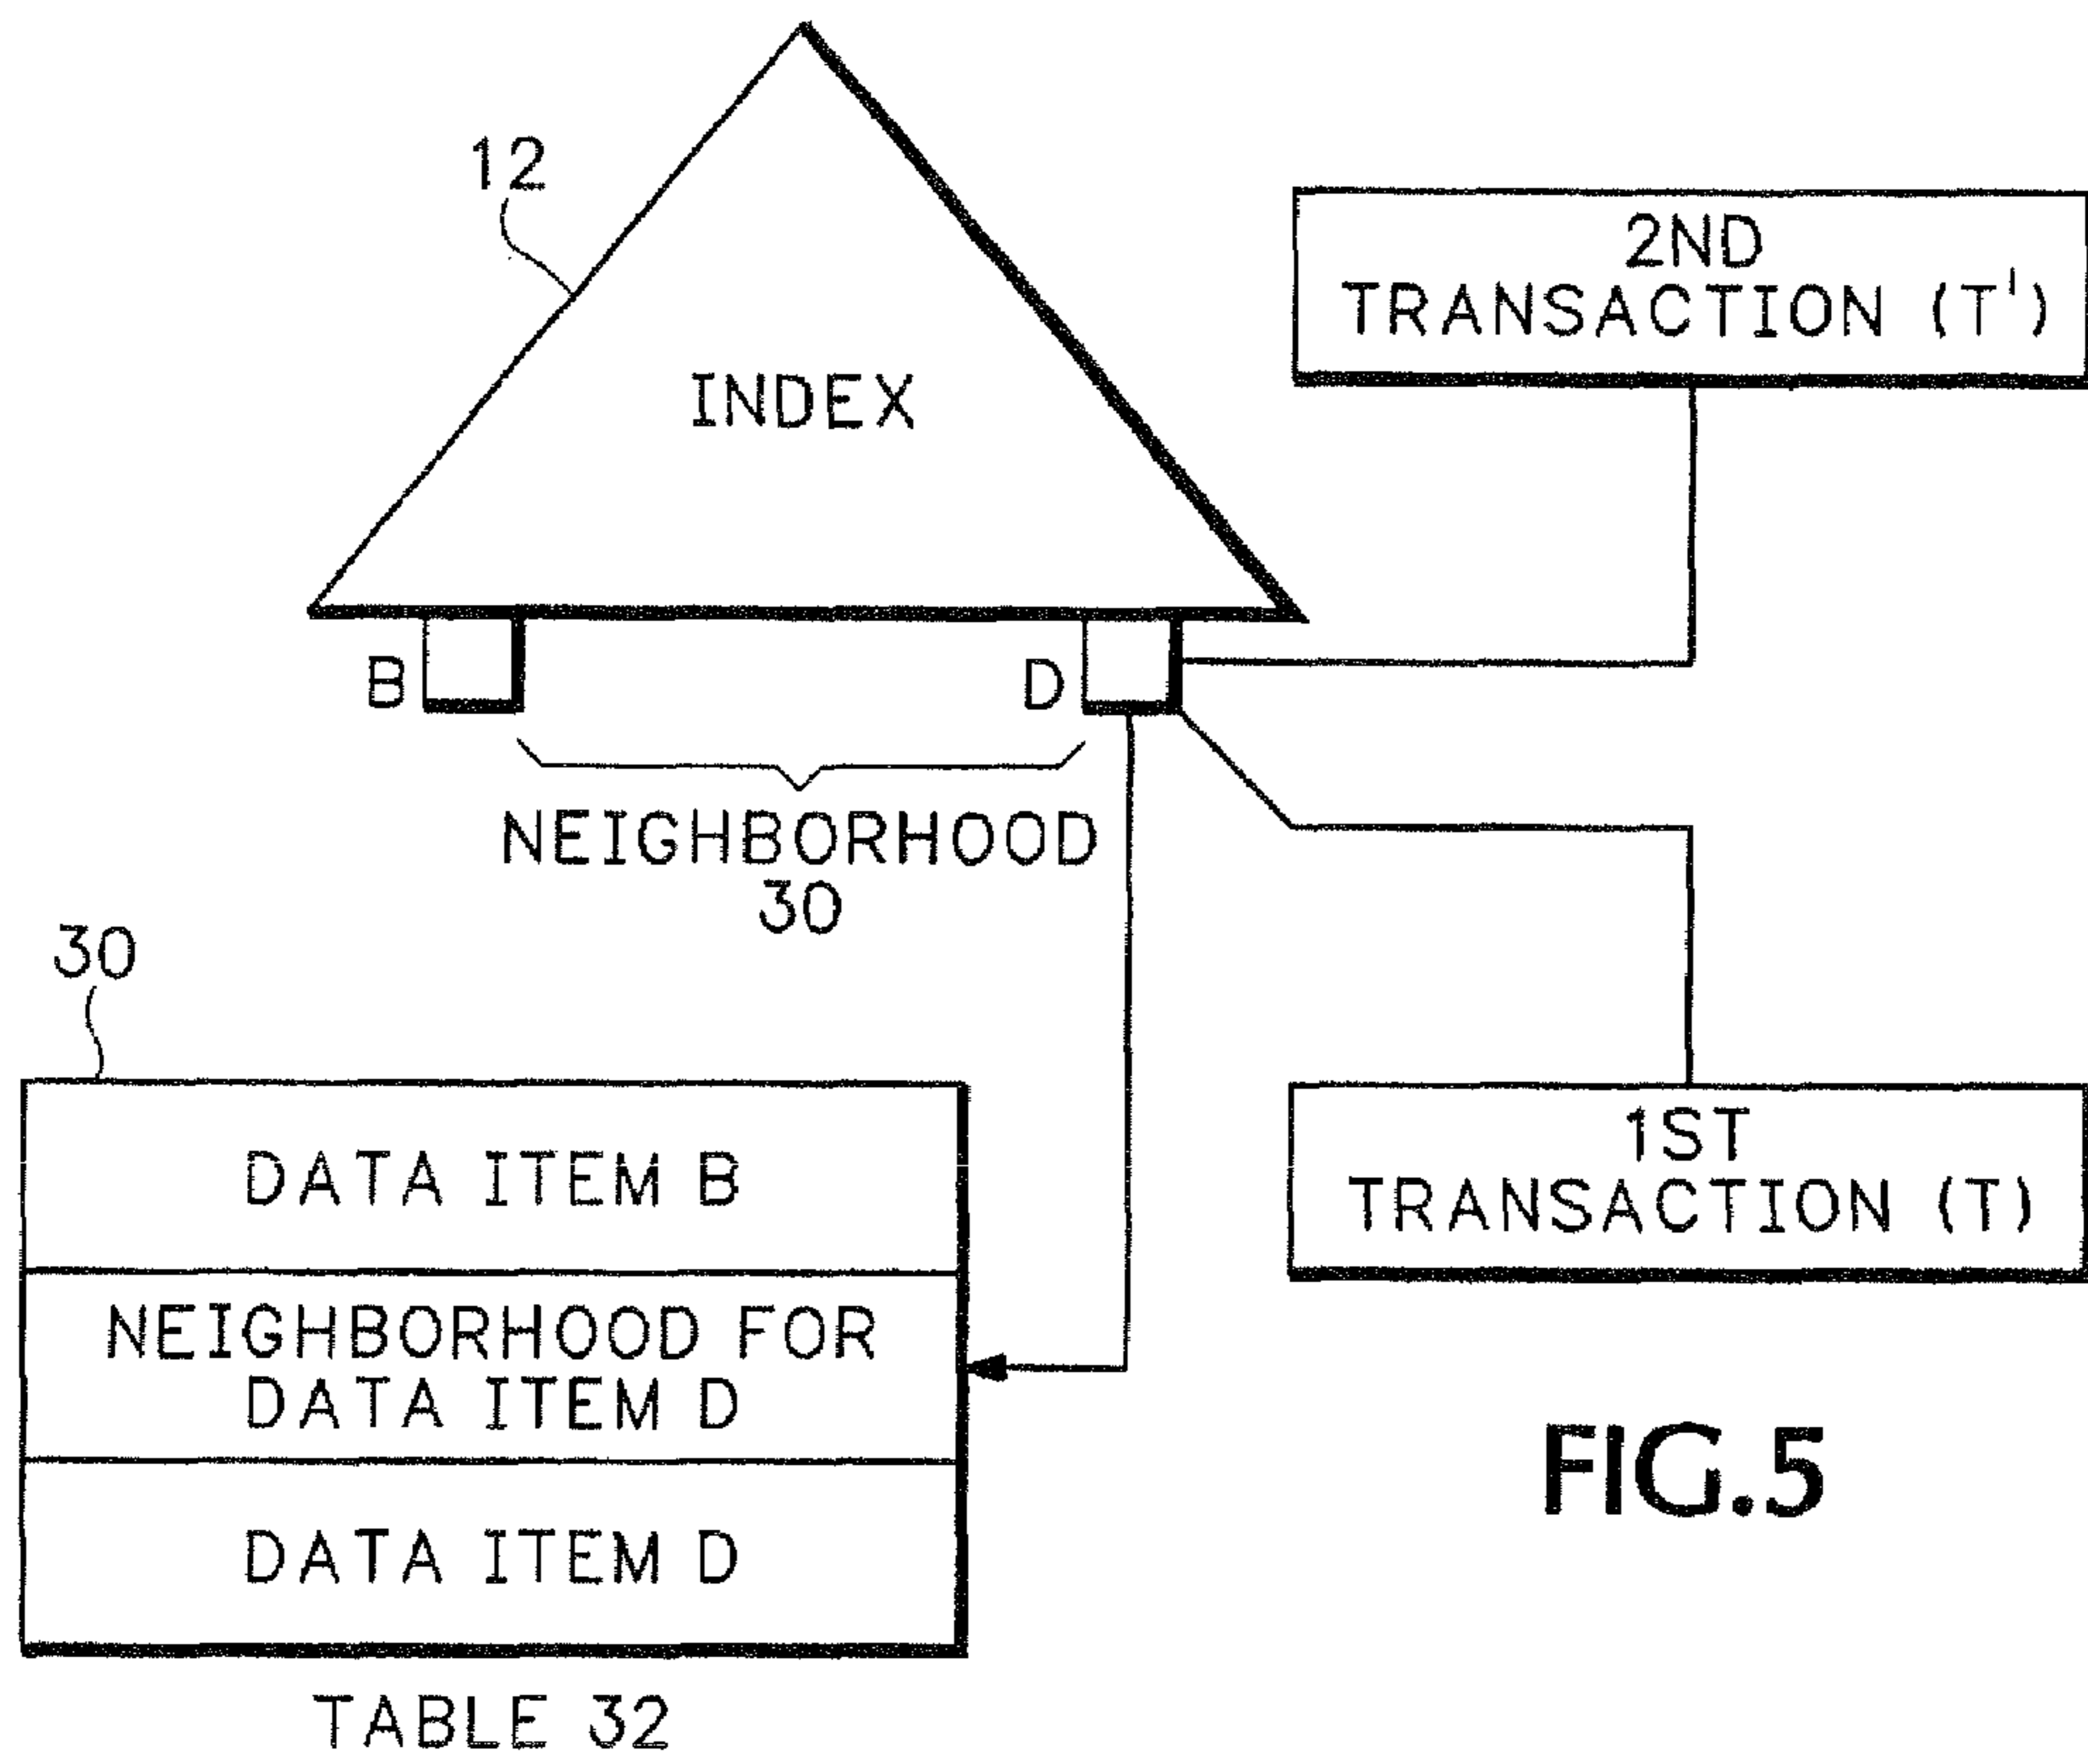 12
INDEX
2ND
TRANSACTION (T')
B
D
NEIGHBORHOOD
30
30
DATA ITEM B
NEIGHBORHOOD FOR
DATA ITEM D
DATA ITEM D
TABLE 32
1ST
TRANSACTION (T)
FIG.5